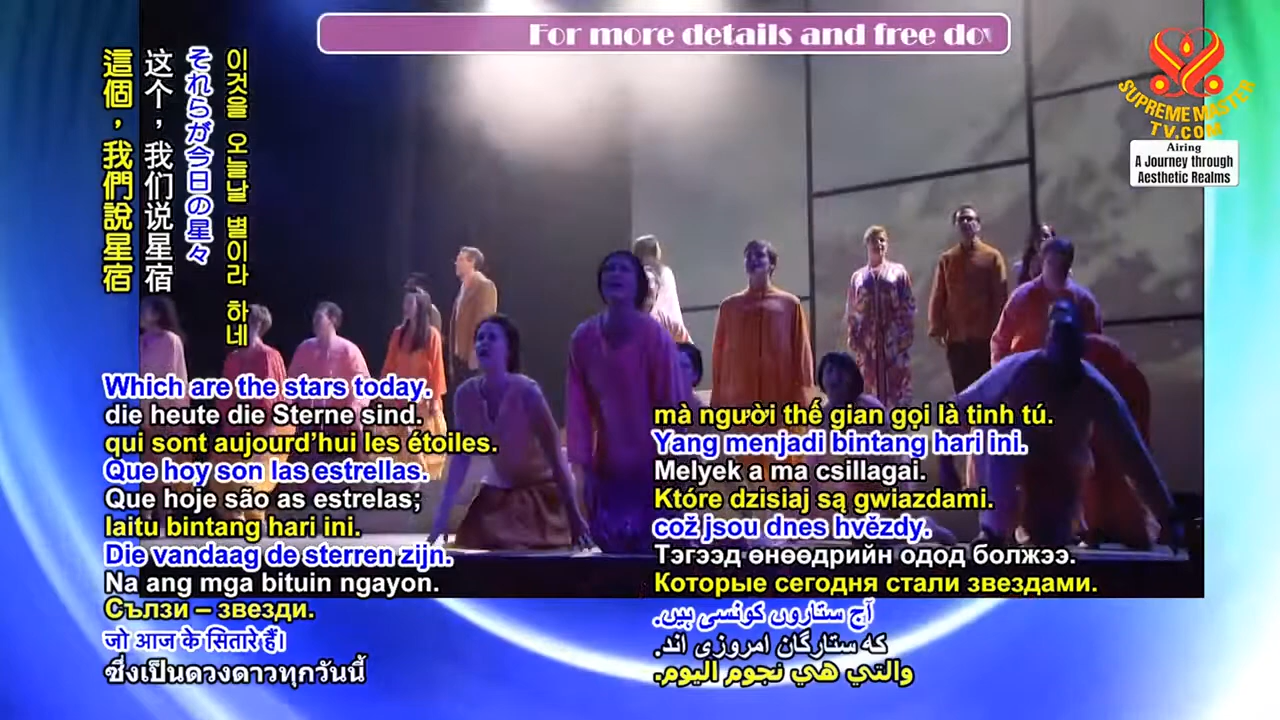 For more details and free dov
SUPREME MASTER
TV.COM
Airing
A Journey through
Aesthetic Realms
這個，我們說星宿
这个，我们说星宿
それらが今日の星々
이것을 오늘날 별이라 하네
Which are the stars today.
die heute die Sterne sind.
qui sont aujourd’hui les étoiles.
Que hoy son las estrellas.
Que hoje são as estrelas;
Iaitu bintang hari ini.
Die vandaag de sterren zijn.
Na ang mga bituin ngayon.
Сълзи – звезди.
जो आज के सितारे हैं।
ซึ่งเป็นดวงดาวทุกวันนี้
mà người thế gian gọi là tinh tú.
Yang menjadi bintang hari ini.
Melyek a ma csillagai.
Które dzisiaj są gwiazdami.
což jsou dnes hvězdy.
Тэгээд өнөөдрийн одод болжээ.
Которые сегодня стали звездами.
آج ستاروں کونسی ہیں.
که ستارگان امروزی اند.
والتي هي نجوم اليوم.